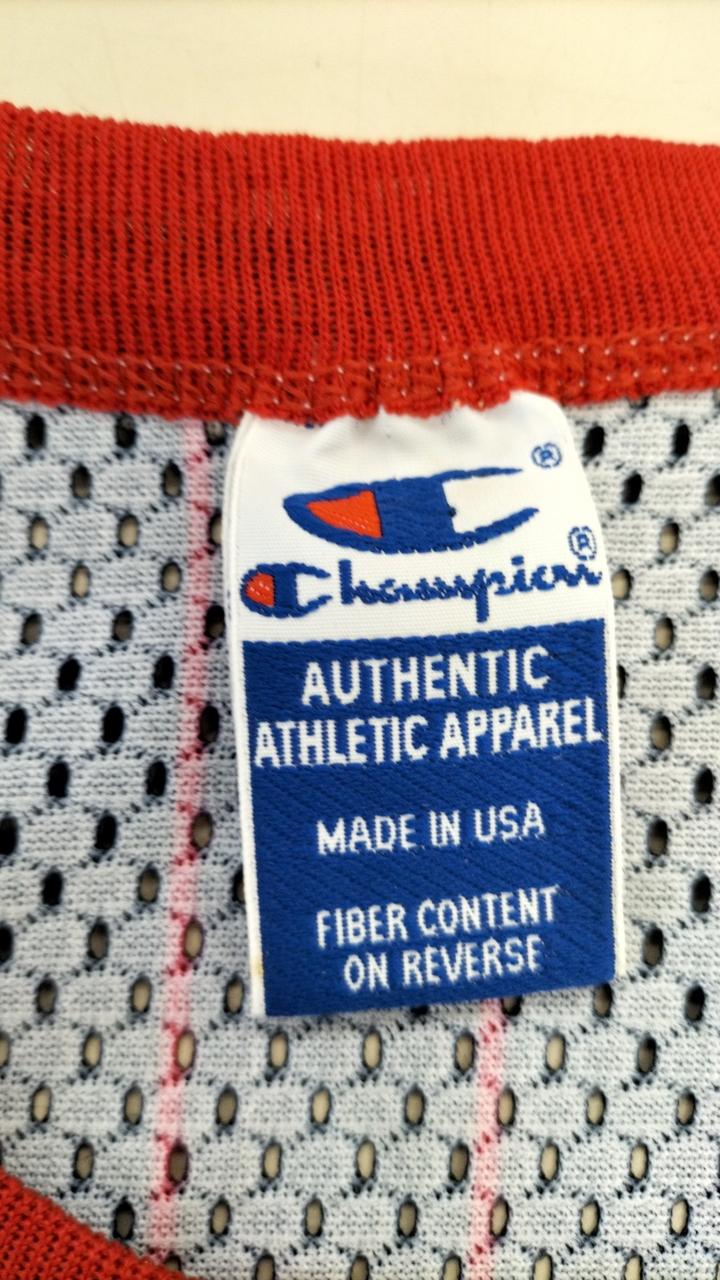 ®
Champion®
AUTHENTIC
ATHLETIC APPAREL
MADE IN USA
FIBER CONTENT
ON REVERSE